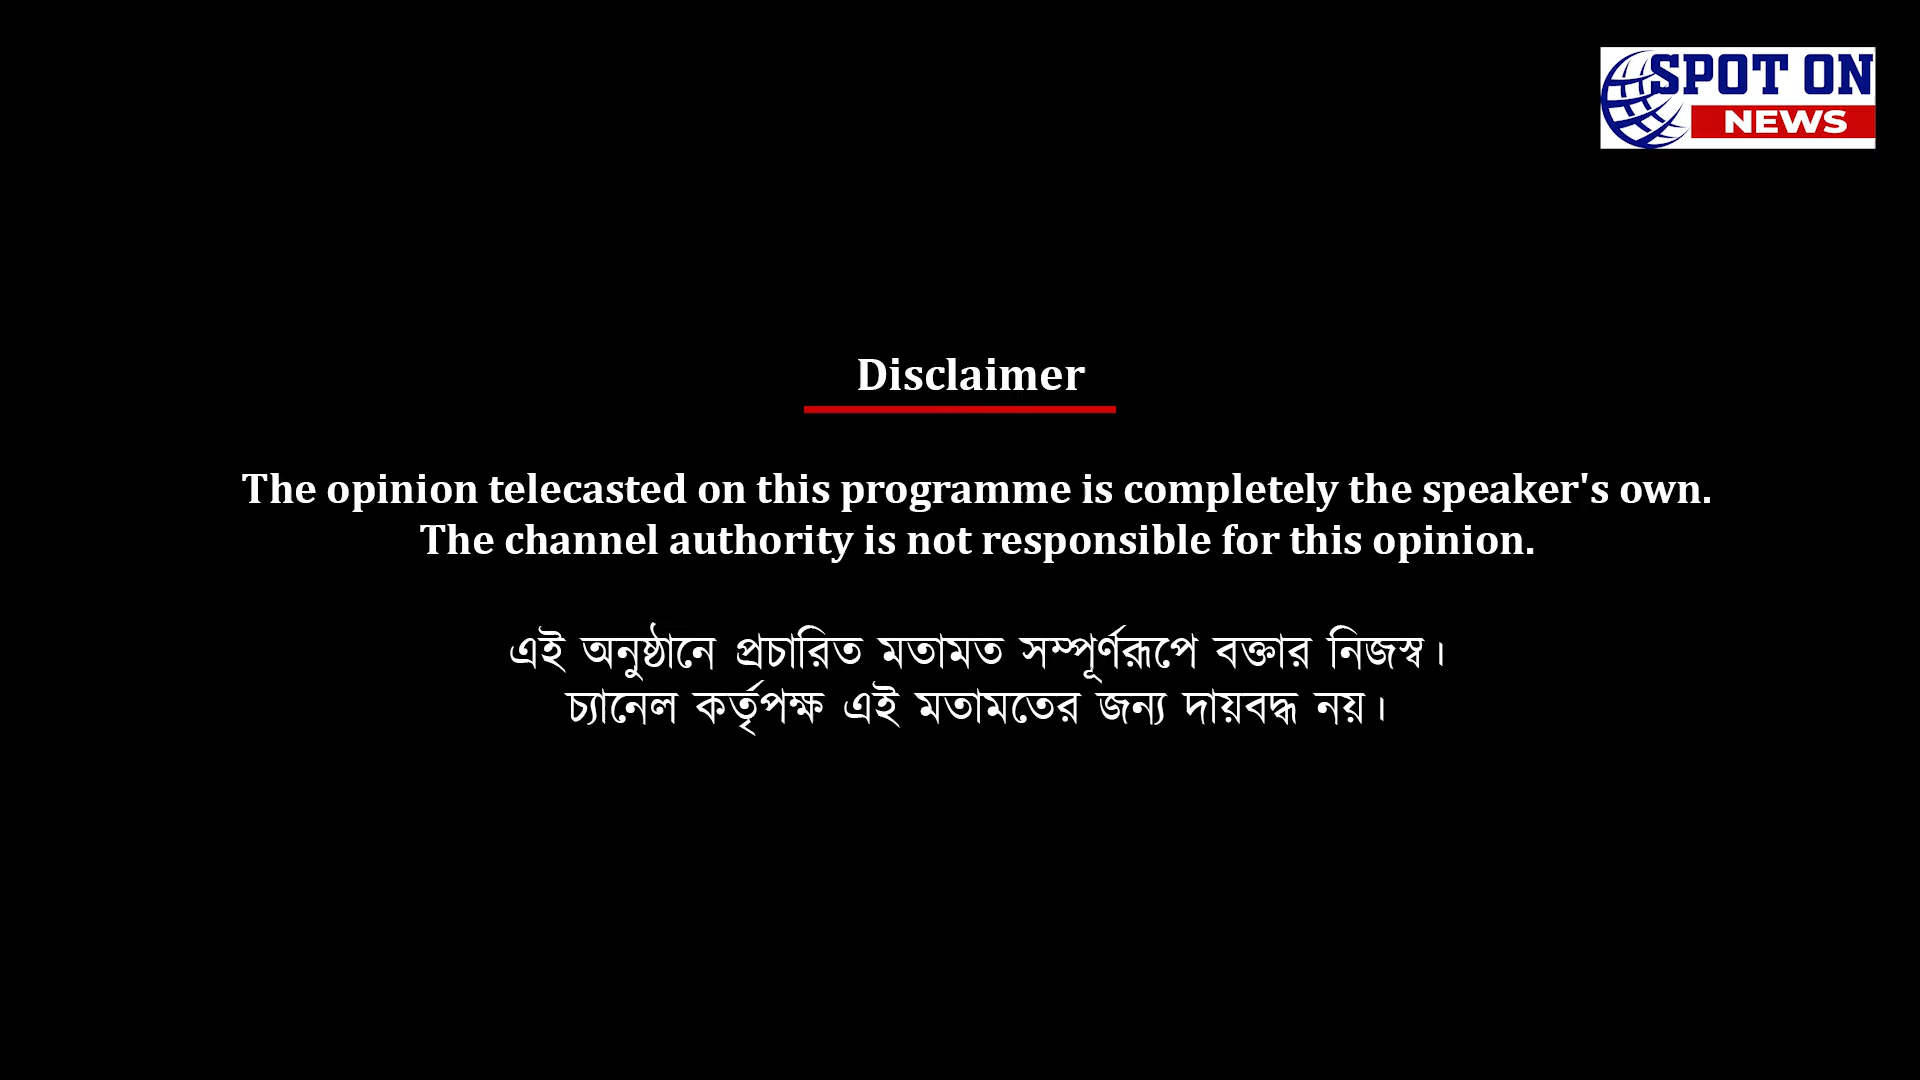 SPOT ON
NEWS
Disclaimer
The opinion telecasted on this programme is completely the speaker's own.
The channel authority is not responsible for this opinion.
এই অনুষ্ঠানে প্রচারিত মতামত সম্পূর্ণরূপে বক্তার নিজস্ব।
চ্যানেল কর্তৃপক্ষ এই মতামতের জন্য দায়বদ্ধ নয়।